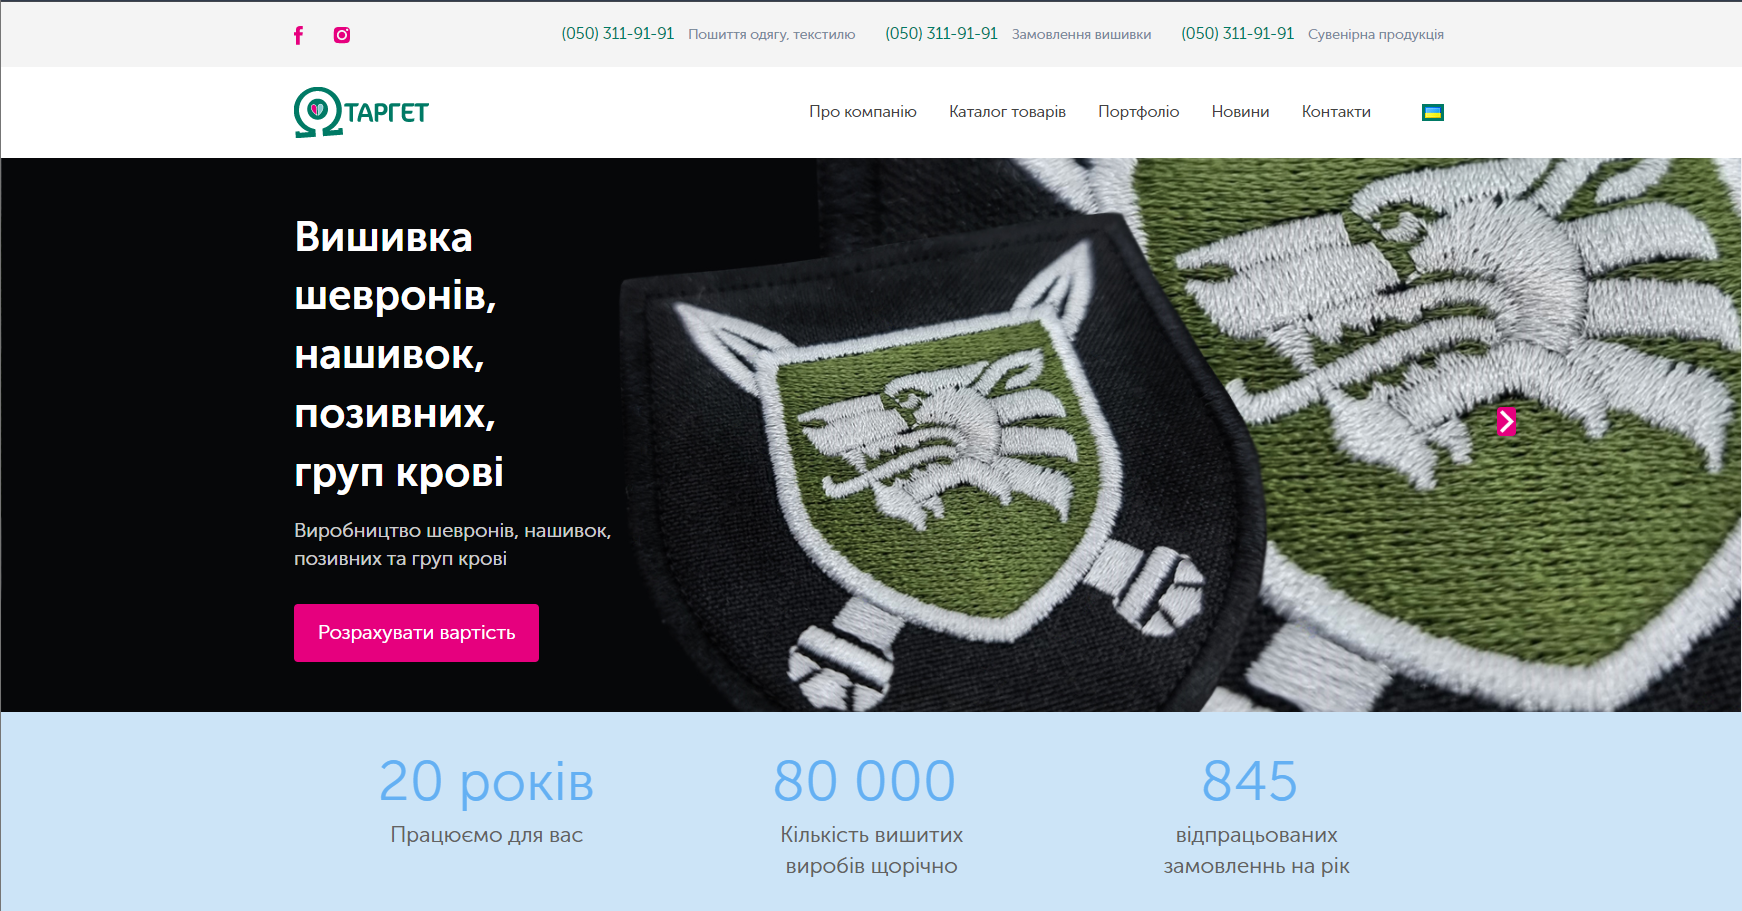 (050) 311-91-91 Пошиття одягу, текстилю (050) 311-91-91 Замовлення вишивки (050) 311-91-91 Сувенірна продукція
ТАРГЕТ Про компанію Каталог товарів Портфоліо Новини Контакти
Вишивка
шевронів,
нашивок,
позивних,
груп крові
Виробництво шевронів, нашивок,
позивних та груп крові
Розрахувати вартість
20 років
Працюємо для вас
80 000
Кількість вишитих
виробів щорічно
845
відпрацьованих
замовленнь на рік